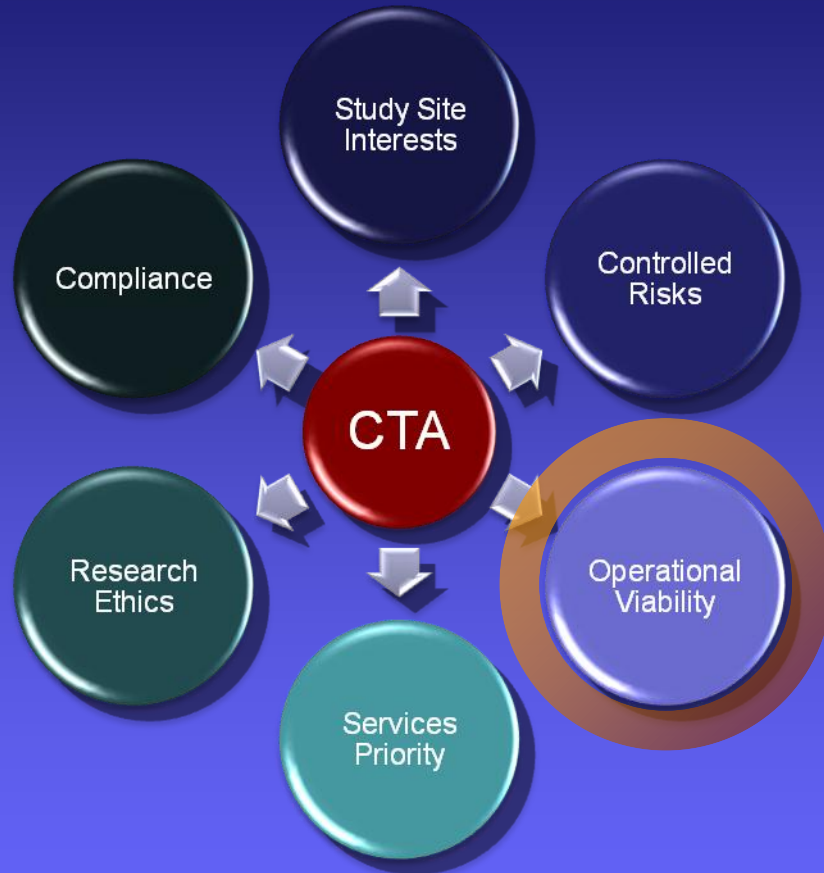 Study Site
Interests
Controlled
Risks
Compliance
CTA
Operational
Viability
Research
Ethics
Services
Priority